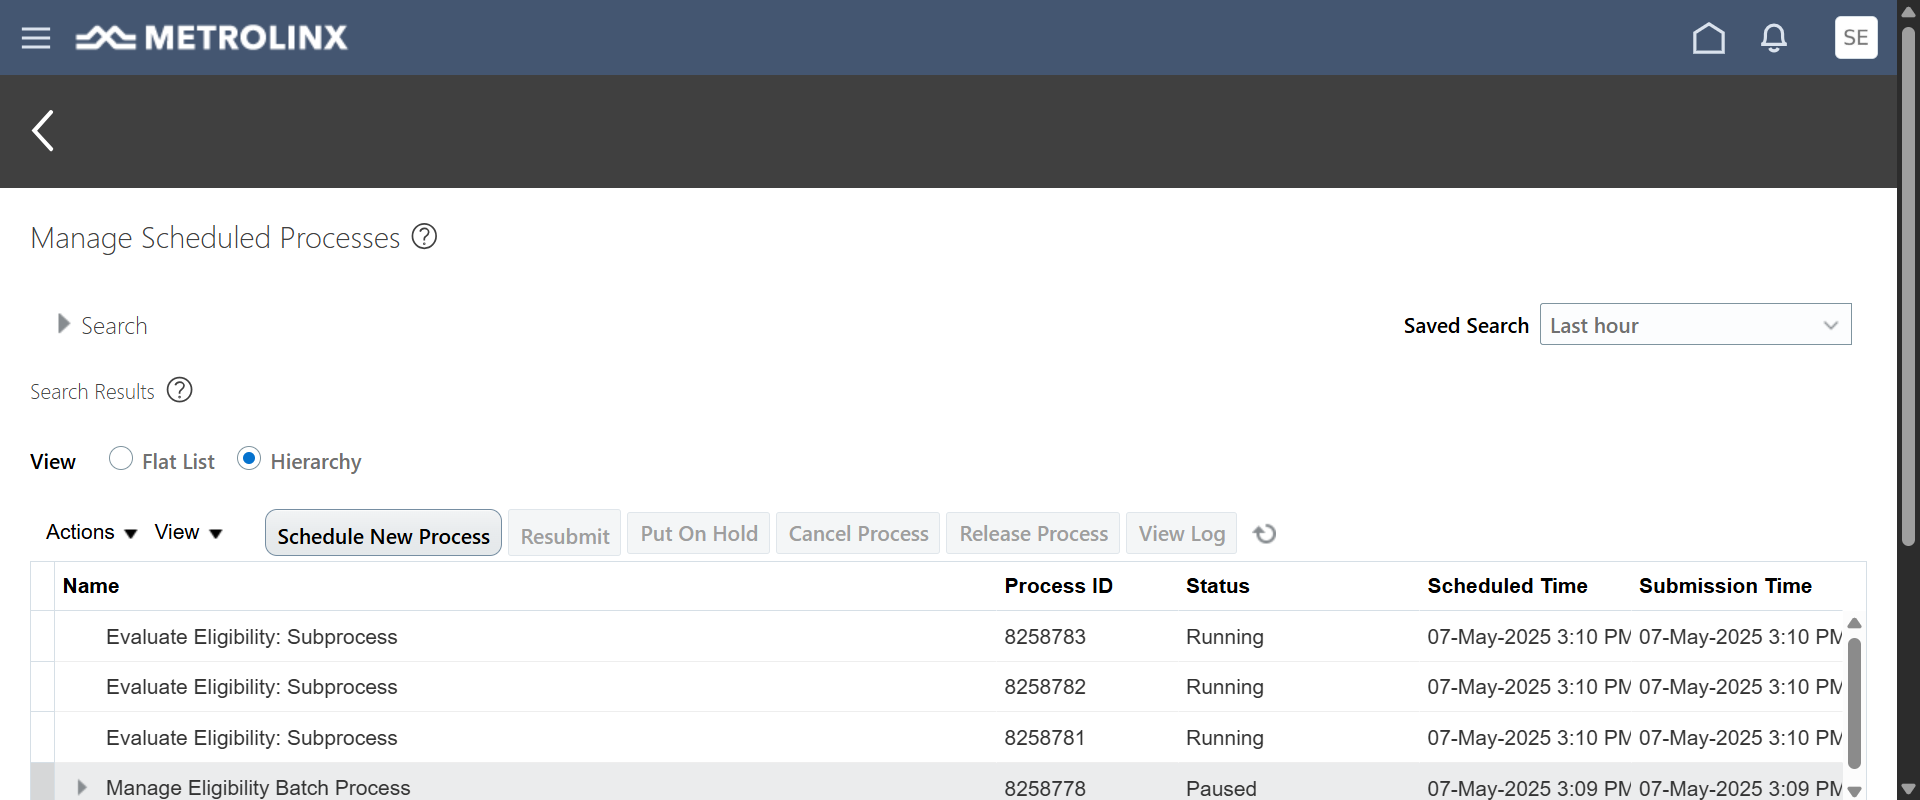 METROLINX
SE
Manage Scheduled Processes ?
Search
Saved Search Last hour
Search Results ?
View Flat List Hierarchy
Actions View Schedule New Process Resubmit Put On Hold Cancel Process Release Process View Log
Name Process ID Status Scheduled Time Submission Time
Evaluate Eligibility: Subprocess 8258783 Running 07-May-2025 3:10 PM 07-May-2025 3:10 PM
Evaluate Eligibility: Subprocess 8258782 Running 07-May-2025 3:10 PM 07-May-2025 3:10 PM
Evaluate Eligibility: Subprocess 8258781 Running 07-May-2025 3:10 PM 07-May-2025 3:10 PM
Manage Eligibility Batch Process 8258778 Paused 07-May-2025 3:09 PM 07-May-2025 3:09 PM